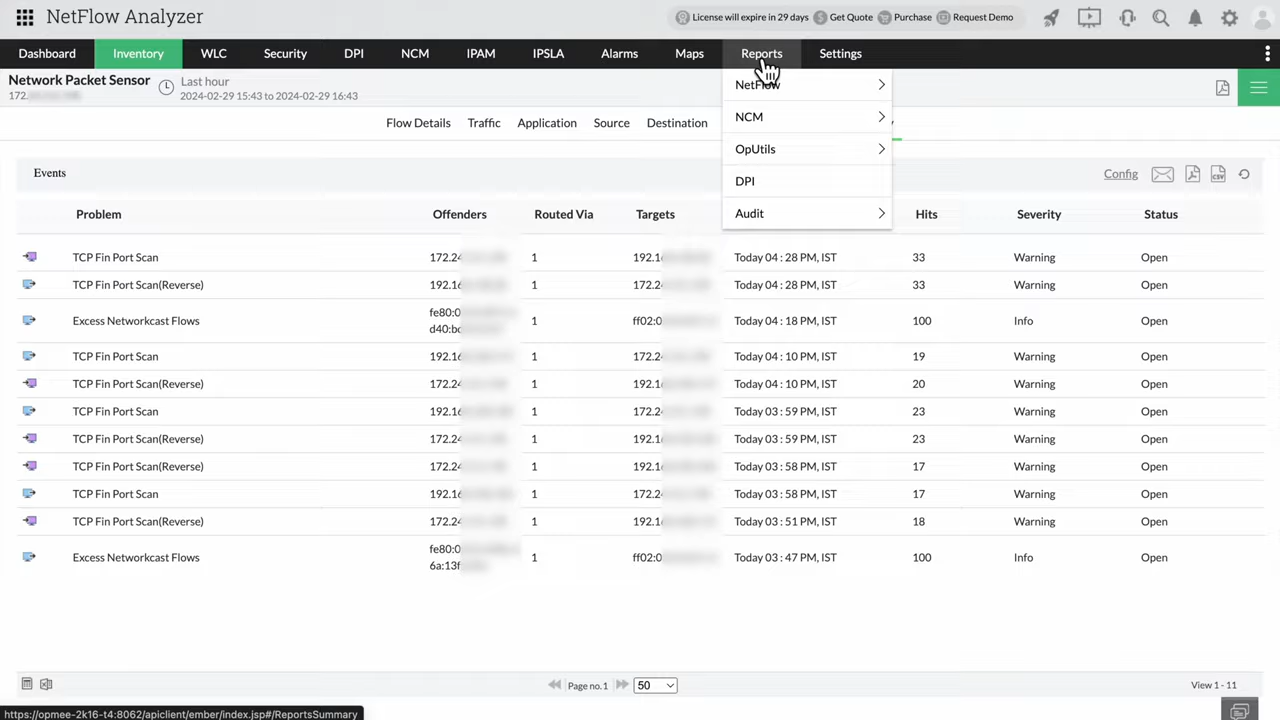 NetFlow Analyzer
License will expire in 29 days Get Quote Purchase Request Demo
Dashboard Inventory WLC Security DPI NCM IPAM IPSLA Alarms Maps Reports Settings
Network Packet Sensor
172.
Last hour
2024-02-29 15:43 to 2024-02-29 16:43
Flow Details Traffic Application Source Destination
NetFlow
NCM
OpUtils
DPI
Audit
Events
Config
Problem Offenders Routed Via Targets Hits Severity Status
TCP Fin Port Scan 172.24 1 192.16 Today 04 : 28 PM, IST 33 Warning Open
TCP Fin Port Scan(Reverse) 192.16 1 172.24 Today 04 : 28 PM, IST 33 Warning Open
Excess Networkcast Flows fe80:0 1 ff02:0 Today 04 : 18 PM, IST 100 Info Open
d40:bd
TCP Fin Port Scan 192.16 1 172.24 Today 04 : 10 PM, IST 19 Warning Open
TCP Fin Port Scan(Reverse) 172.24 1 192.16 Today 04 : 10 PM, IST 20 Warning Open
TCP Fin Port Scan 192.16 1 172.24 Today 03 : 59 PM, IST 23 Warning Open
TCP Fin Port Scan(Reverse) 172.24 1 192.16 Today 03 : 59 PM, IST 23 Warning Open
TCP Fin Port Scan(Reverse) 172.24 1 192.16 Today 03 : 58 PM, IST 17 Warning Open
TCP Fin Port Scan 192.16 1 172.24 Today 03 : 58 PM, IST 17 Warning Open
TCP Fin Port Scan(Reverse) 172.24 1 192.16 Today 03 : 51 PM, IST 18 Warning Open
Excess Networkcast Flows fe80:0 1 ff02:0 Today 03 : 47 PM, IST 100 Info Open
6a:13f
Page no. 1 50
View 1 - 11
https://opmee-2k16-t4:8062/apiclient/ember/index.jsp#/ReportsSummary